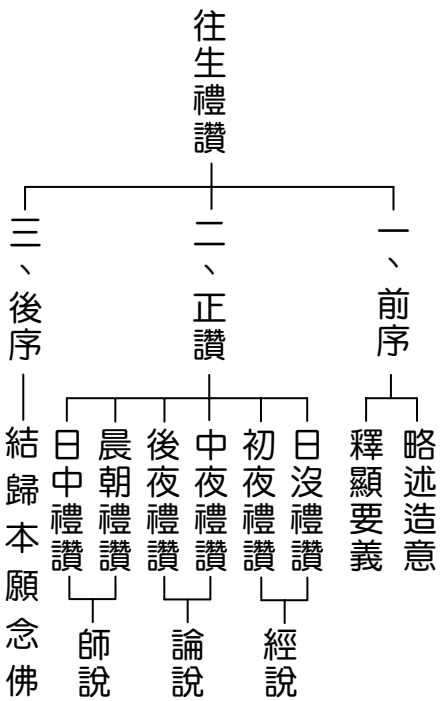 往生禮讚
一、前序
略述造意
釋顯要義
二、正讚
日沒禮讚
初夜禮讚
經說
中夜禮讚
後夜禮讚
論說
晨朝禮讚
日中禮讚
師說
三、後序
結歸本願念佛